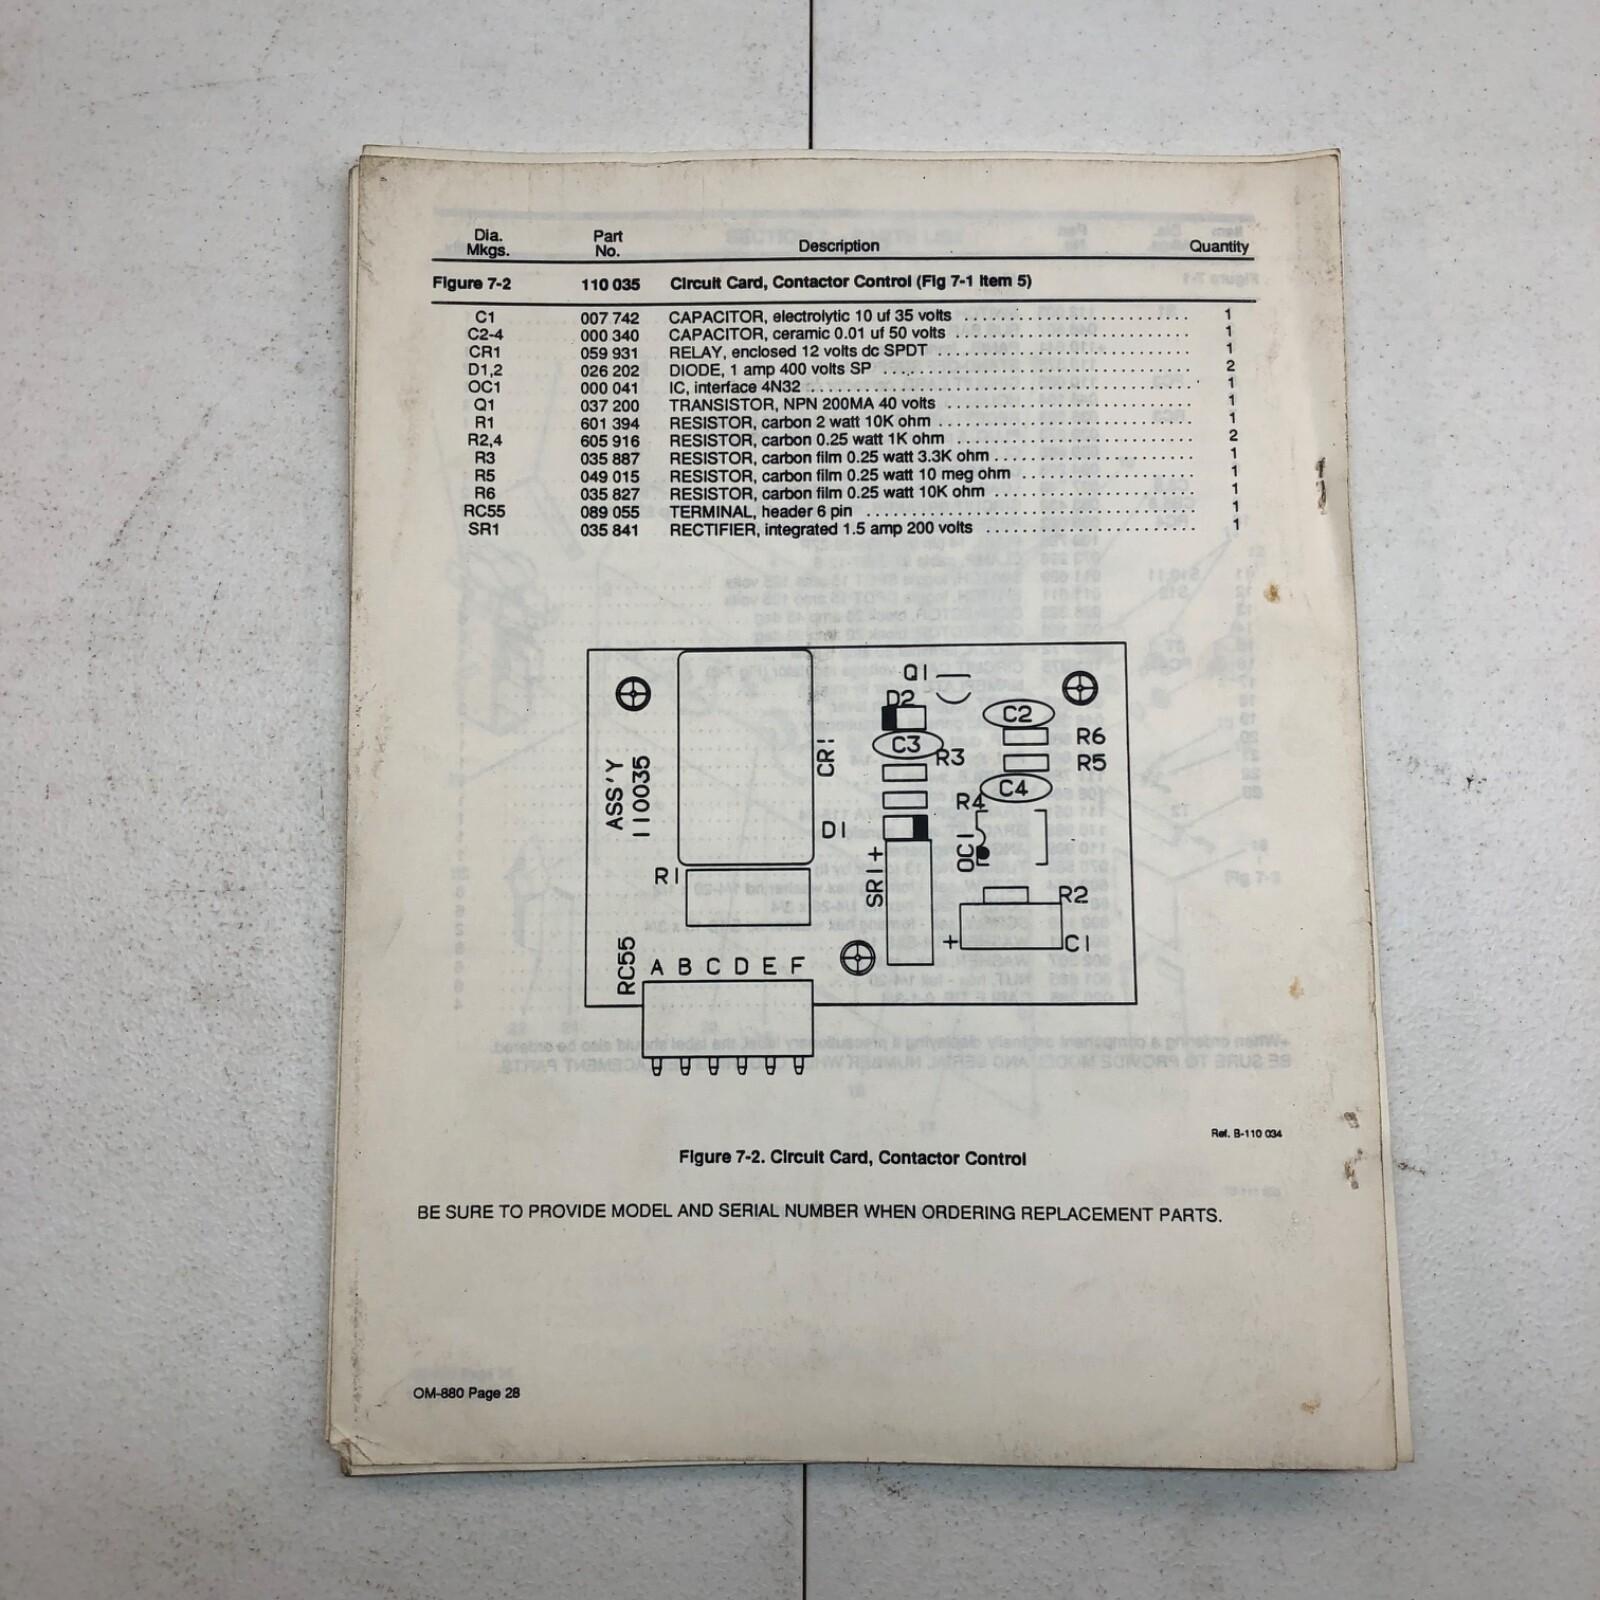 Dia. Mkgs. Part No. Description Quantity
Figure 7-2 110 035 Circuit Card, Contactor Control (Fig 7-1 Item 5)
C1 007 742 CAPACITOR, electrolytic 10 uf 35 volts 1
C2-4 000 340 CAPACITOR, ceramic 0.01 uf 50 volts 1
CR1 059 931 RELAY, enclosed 12 volts dc SPDT 1
D1,2 026 202 DIODE, 1 amp 400 volts SP 2
OC1 000 041 IC, interface 4N32 1
Q1 037 200 TRANSISTOR, NPN 200MA 40 volts 1
R1 601 394 RESISTOR, carbon 2 watt 10K ohm 1
R2,4 605 916 RESISTOR, carbon 0.25 watt 1K ohm 2
R3 035 887 RESISTOR, carbon film 0.25 watt 3.3K ohm 1
R5 049 015 RESISTOR, carbon film 0.25 watt 10 meg ohm 1
R6 035 827 RESISTOR, carbon film 0.25 watt 10K ohm 1
RC55 089 055 TERMINAL, header 6 pin 1
SR1 035 841 RECTIFIER, integrated 1.5 amp 200 volts 1
Q1
D2
C2
C3
R6
R3
R5
CR1
ASS'Y
110035
C4
R4
D1
OC1
SR1 +
R1
R2
+
C1
RC55
A B C D E F
Ref. B-110 034
Figure 7-2. Circuit Card, Contactor Control
BE SURE TO PROVIDE MODEL AND SERIAL NUMBER WHEN ORDERING REPLACEMENT PARTS.
OM-880 Page 28